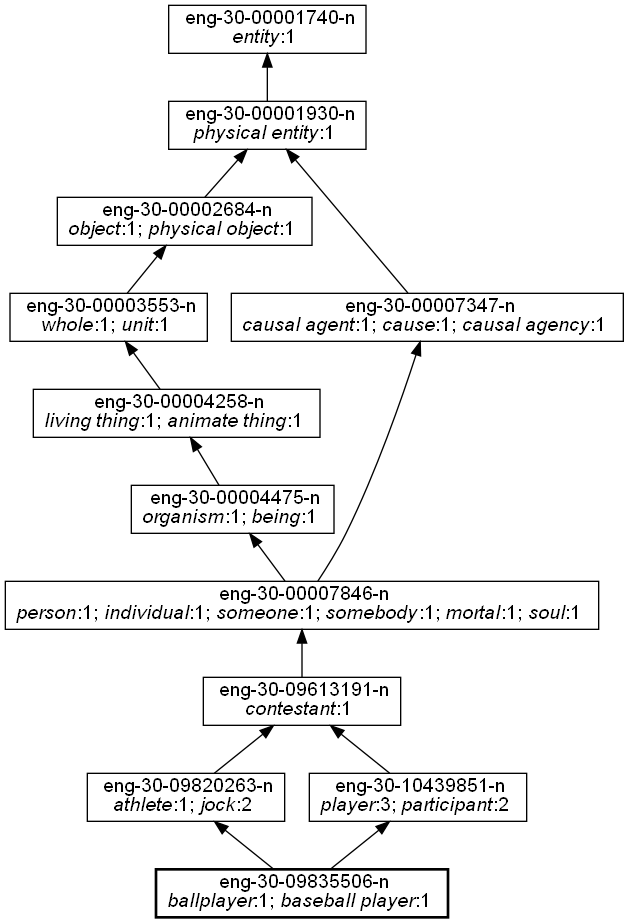 eng-30-00001740-n
entity:1
eng-30-00001930-n
physical entity:1
eng-30-00002684-n
object:1; physical object:1
eng-30-00003553-n
whole:1; unit:1
eng-30-00007347-n
causal agent:1; cause:1; causal agency:1
eng-30-00004258-n
living thing:1; animate thing:1
eng-30-00004475-n
organism:1; being:1
eng-30-00007846-n
person:1; individual:1; someone:1; somebody:1; mortal:1; soul:1
eng-30-09613191-n
contestant:1
eng-30-09820263-n
athlete:1; jock:2
eng-30-10439851-n
player:3; participant:2
eng-30-09835506-n
ballplayer:1; baseball player:1